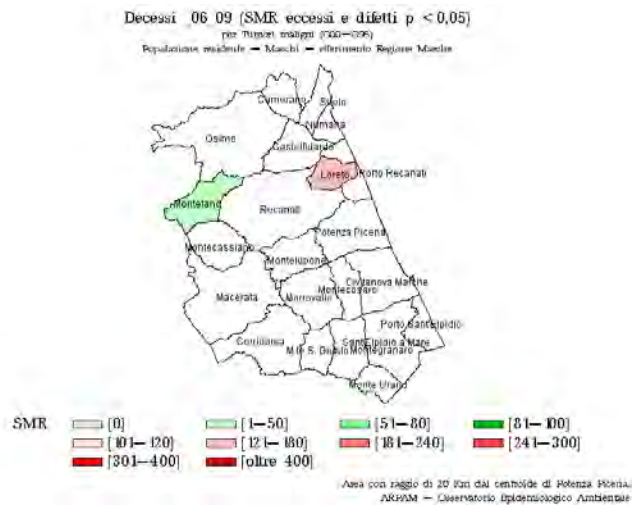 Decessi 06 09 (SMR eccessi e difetti p <0,05)
per Tumori maligni (C00-C96)
Popolazione residente – Maschi – riferimento Regione Marche
Camerano
Sirolo
Numana
Osimo
Castelfidardo
Loreto
Porto Recanati
Montefano
Recanati
Potenza Picena
Montecassiano
Montelupone
Civitanova Marche
Montecosaro
Macerata
Morrovalle
Porto Sant'Elpidio
Corridonia
Sant'Elpidio a Mare
M.te S. Giusto
Montegranaro
Monte Urano
SMR
[0]
[1–50]
[51–80]
[81–100]
[101–120]
[121–180]
[181–240]
[241–300]
[301–400]
[oltre 400]
Area con raggio di 20 Km dal centroide di Potenza Picena.
ARPAM – Osservatorio Epidemiologico Ambientale